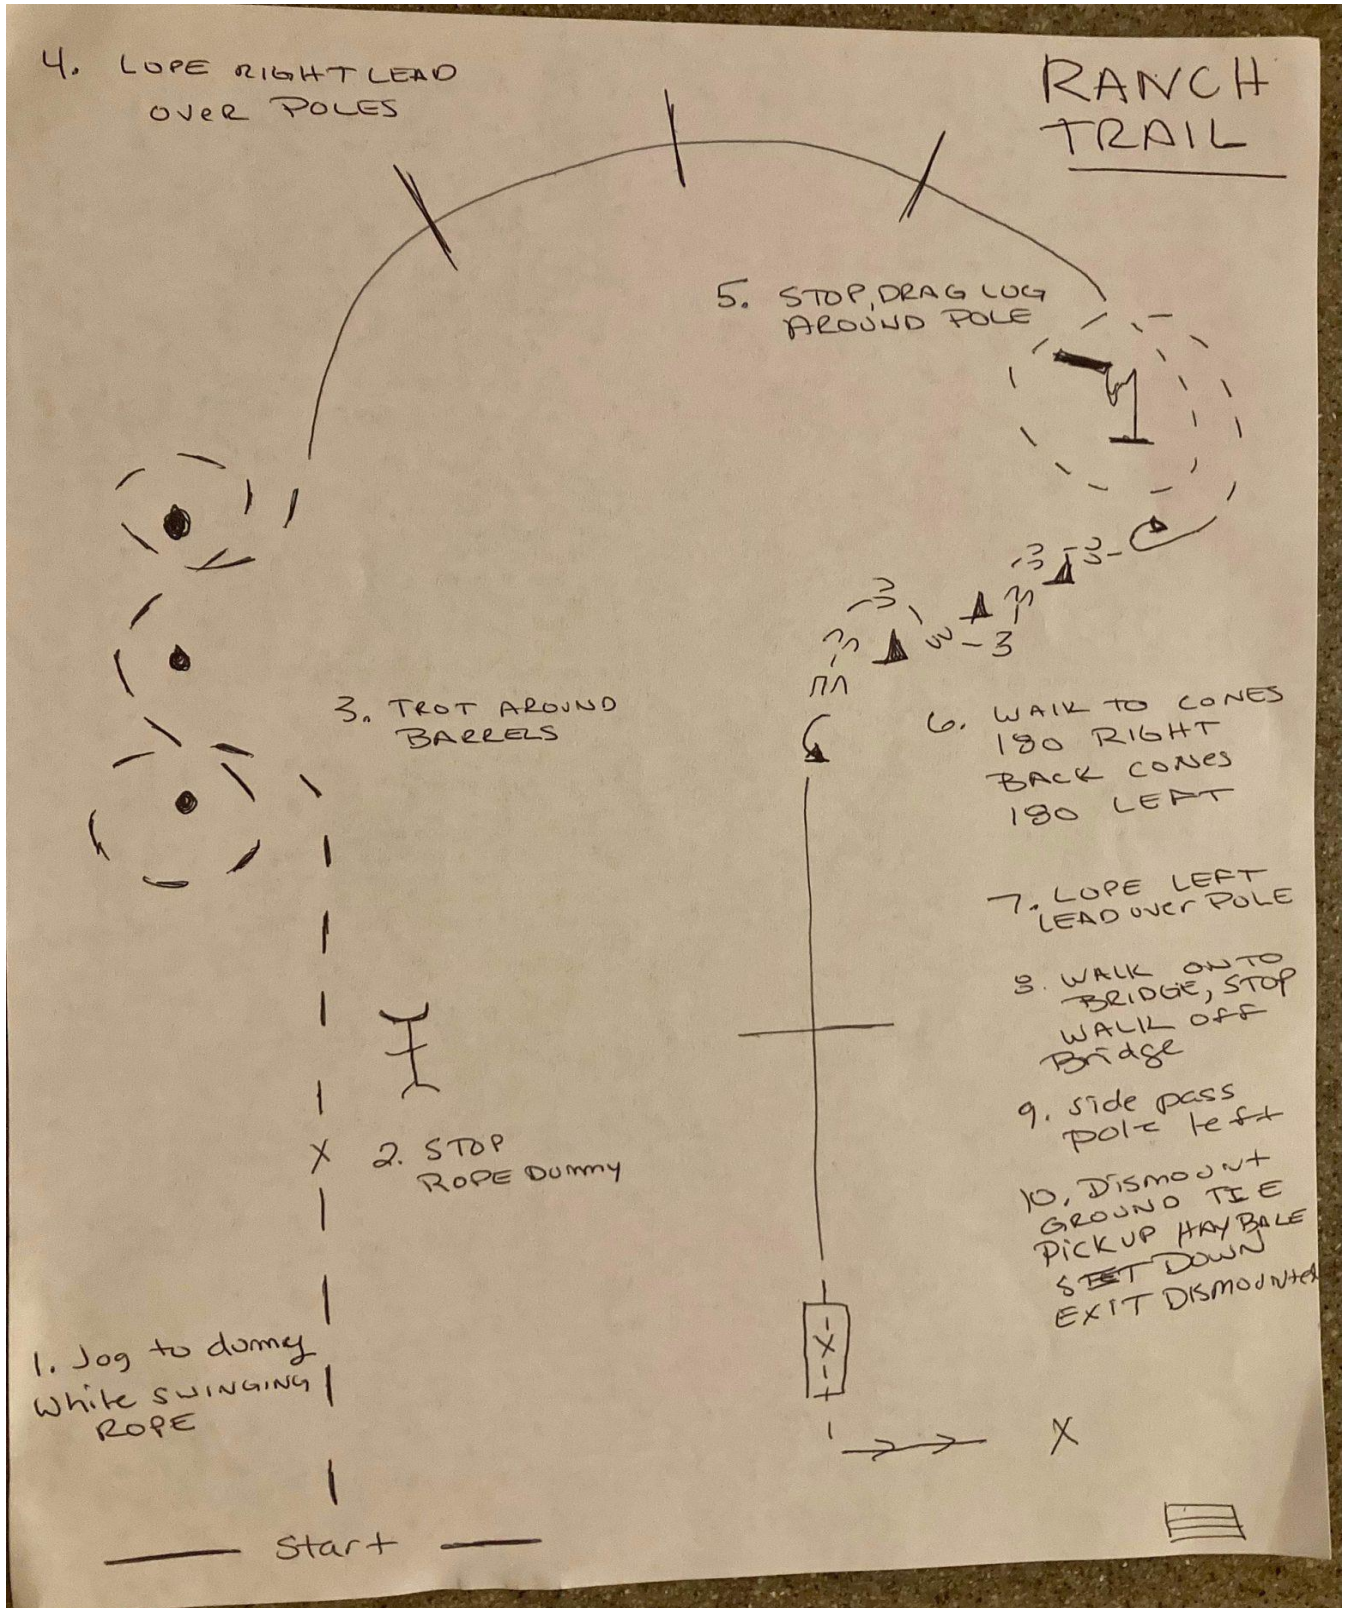 4. LOPE RIGHT LEAD
OVER POLES
RANCH
TRAIL
5. STOP, DRAG LOG
AROUND POLE
3. TROT AROUND
BARRELS
6. WALK TO CONES
180 RIGHT
BACK CONES
180 LEFT
7. LOPE LEFT
LEAD over POLE
8. WALK ONTO
BRIDGE, STOP
WALK OFF
Bridge
9. Side pass
pole left
2. STOP
ROPE Dummy
10. Dismount
GROUND TIE
PICKUP HAY BALE
SET DOWN
EXIT DISMOUNTED
1. Jog to dummy
While SWINGING
ROPE
Start